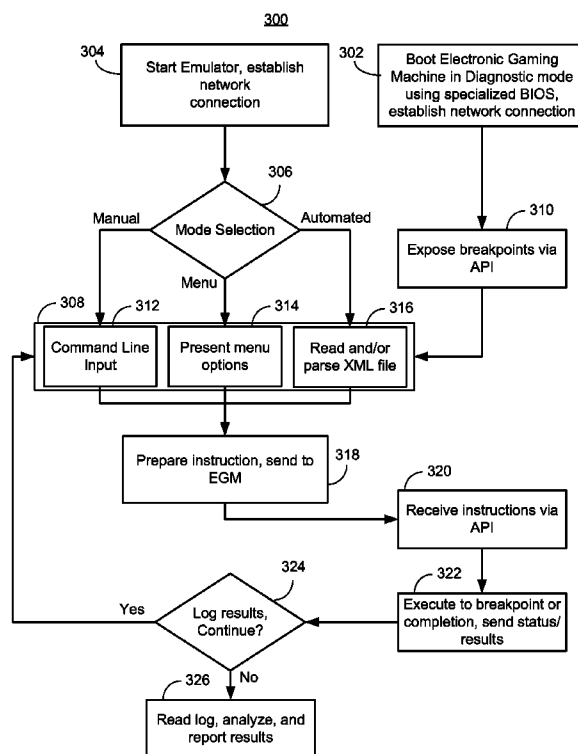 300
304
Start Emulator, establish
network
connection
302
Boot Electronic Gaming
Machine in Diagnostic mode
using specialized BIOS,
establish network connection
306
Manual
Mode Selection
Automated
Menu
310
Expose breakpoints via
API
308
312
Command Line
Input
314
Present menu
options
316
Read and/or
parse XML file
Prepare instruction, send to
EGM
318
320
Receive instructions via
API
322
Execute to breakpoint or
completion, send status/
results
324
Log results,
Continue?
Yes
No
326
Read log, analyze, and
report results